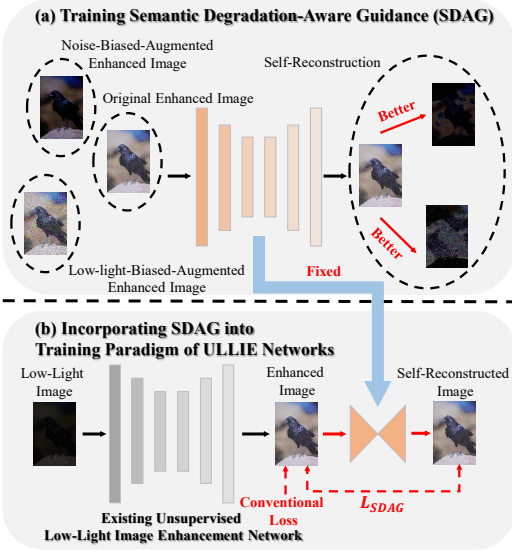 (a) Training Semantic Degradation-Aware Guidance (SDAG)
Noise-Biased-Augmented
Enhanced Image
Self-Reconstruction
Original Enhanced Image
Better
Better
Low-light-Biased-Augmented
Enhanced Image
Fixed
(b) Incorporating SDAG into
Training Paradigm of ULLIE Networks
Low-Light
Image
Enhanced
Image
Self-Reconstructed
Image
Conventional
Loss
L_SDAG
Existing Unsupervised
Low-Light Image Enhancement Network